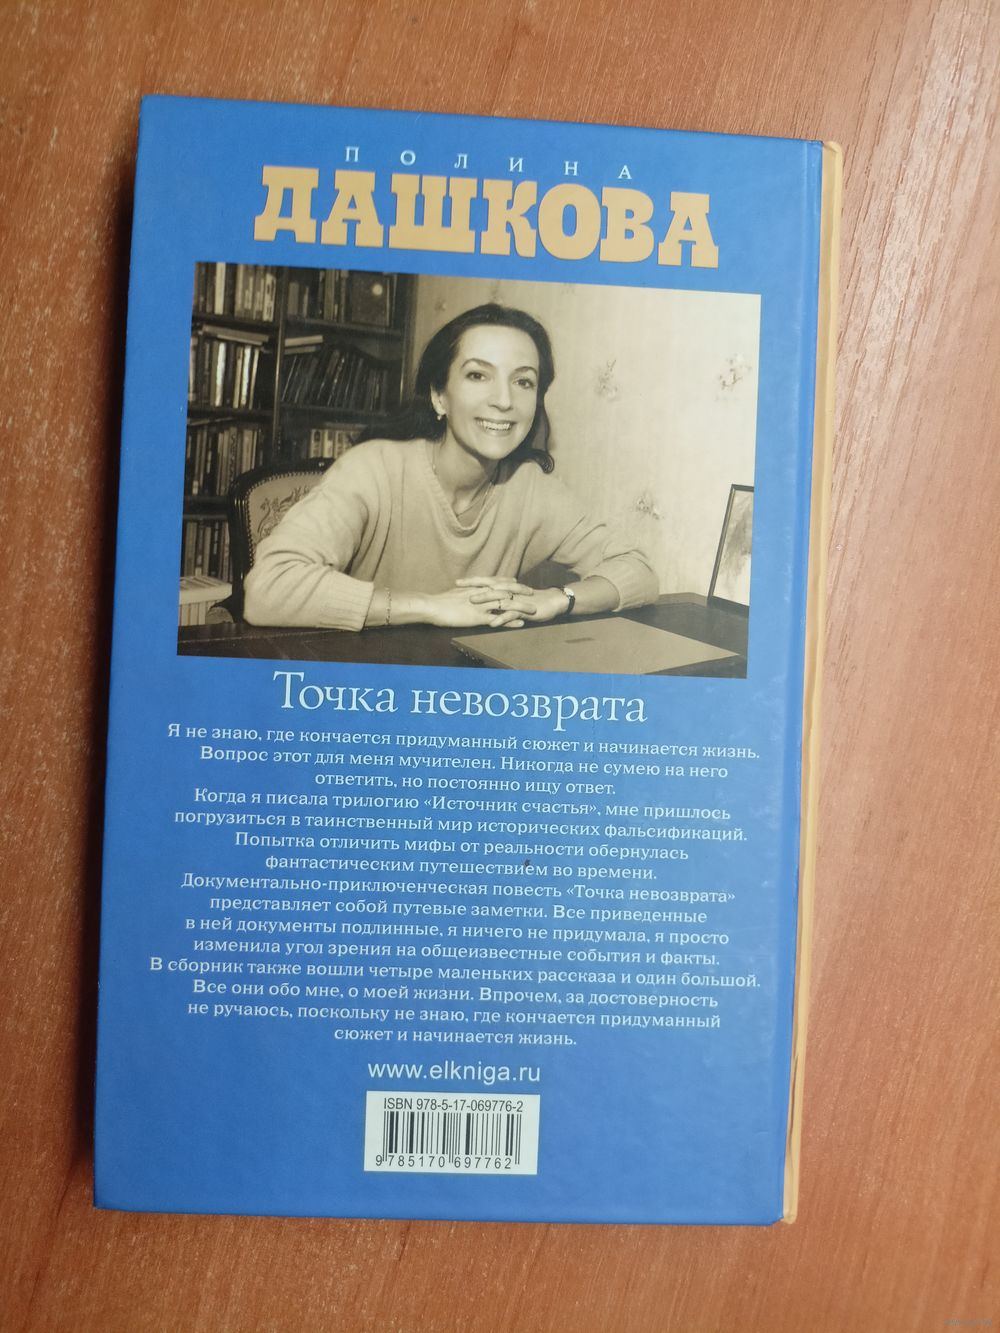 ПОЛИНА
ДАШКОВА
Точка невозврата
Я не знаю, где кончается придуманный сюжет и начинается жизнь.
Вопрос этот для меня мучителен. Никогда не сумею на него
ответить, но постоянно ищу ответ.
Когда я писала трилогию «Источник счастья», мне пришлось
погрузиться в таинственный мир исторических фальсификаций.
Попытка отличить мифы от реальности обернулась
фантастическим путешествием во времени.
Документально-приключенческая повесть «Точка невозврата»
представляет собой путевые заметки. Все приведенные
в ней документы подлинные, я ничего не придумала, я просто
изменила угол зрения на общеизвестные события и факты.
В сборник также вошли четыре маленьких рассказа и один большой.
Все они обо мне, о моей жизни. Впрочем, за достоверность
не ручаюсь, поскольку не знаю, где кончается придуманный
сюжет и начинается жизнь.
www.elkniga.ru
ISBN 978-5-17-069776-2
9 785170 697762